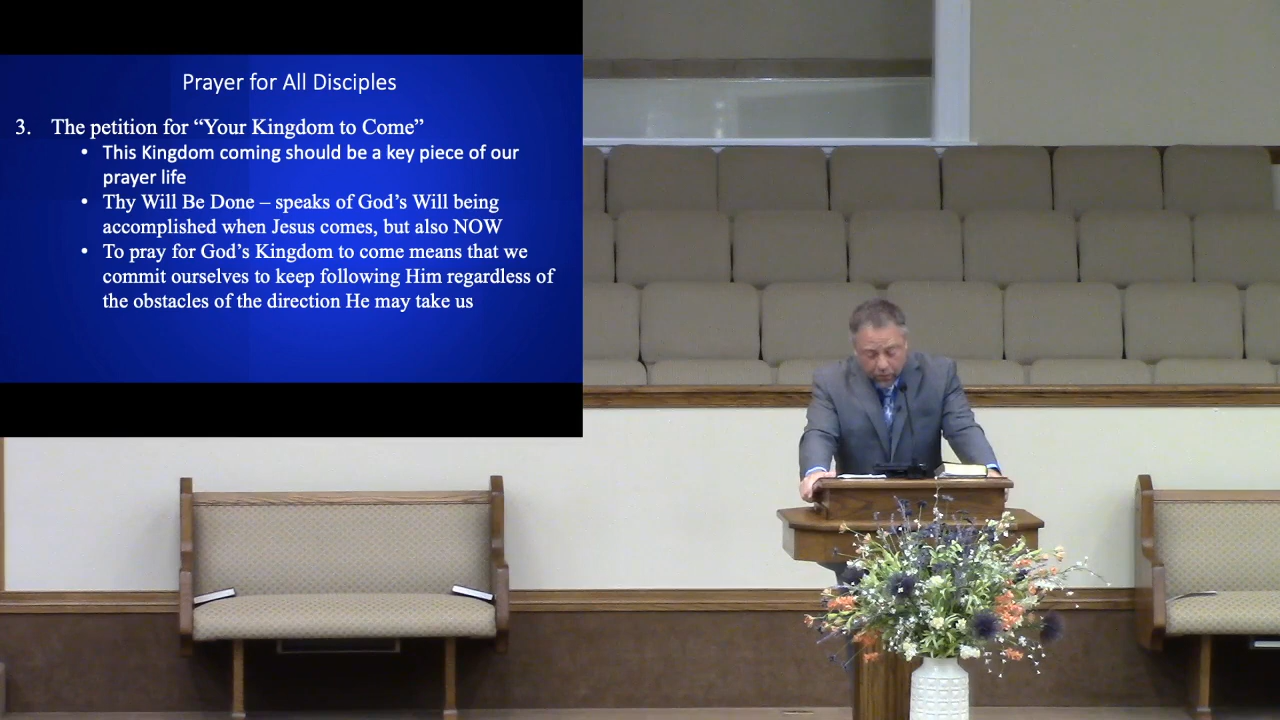 Prayer for All Disciples
3. The petition for “Your Kingdom to Come”
• This Kingdom coming should be a key piece of our
prayer life
• Thy Will Be Done – speaks of God’s Will being
accomplished when Jesus comes, but also NOW
• To pray for God’s Kingdom to come means that we
commit ourselves to keep following Him regardless of
the obstacles of the direction He may take us